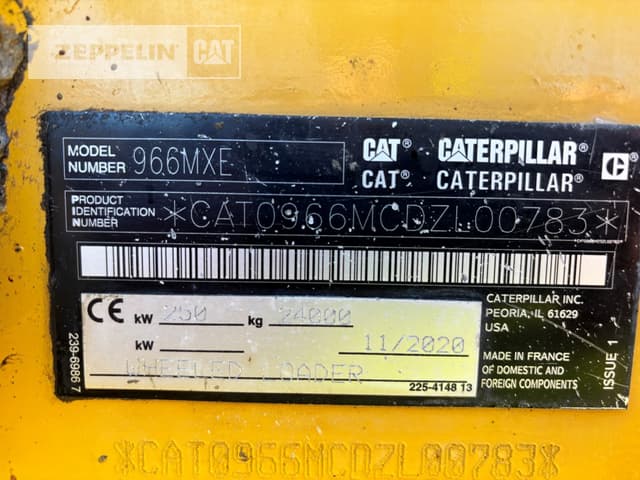 ZEPPELIN CAT
MODEL NUMBER 966MXE
CAT® CATERPILLAR®
CAT® CATERPILLAR® C
PRODUCT IDENTIFICATION NUMBER *CAT0966MCDZL00783*
CE kW 250 kg 24000
kW 11/2020
WHEELED LOADER
225-4148 13
239-6986 7
CATERPILLAR INC.
PEORIA, IL 61629
USA
MADE IN FRANCE
OF DOMESTIC AND
FOREIGN COMPONENTS
ISSUE 1
*CAT0966MCDZL00783*